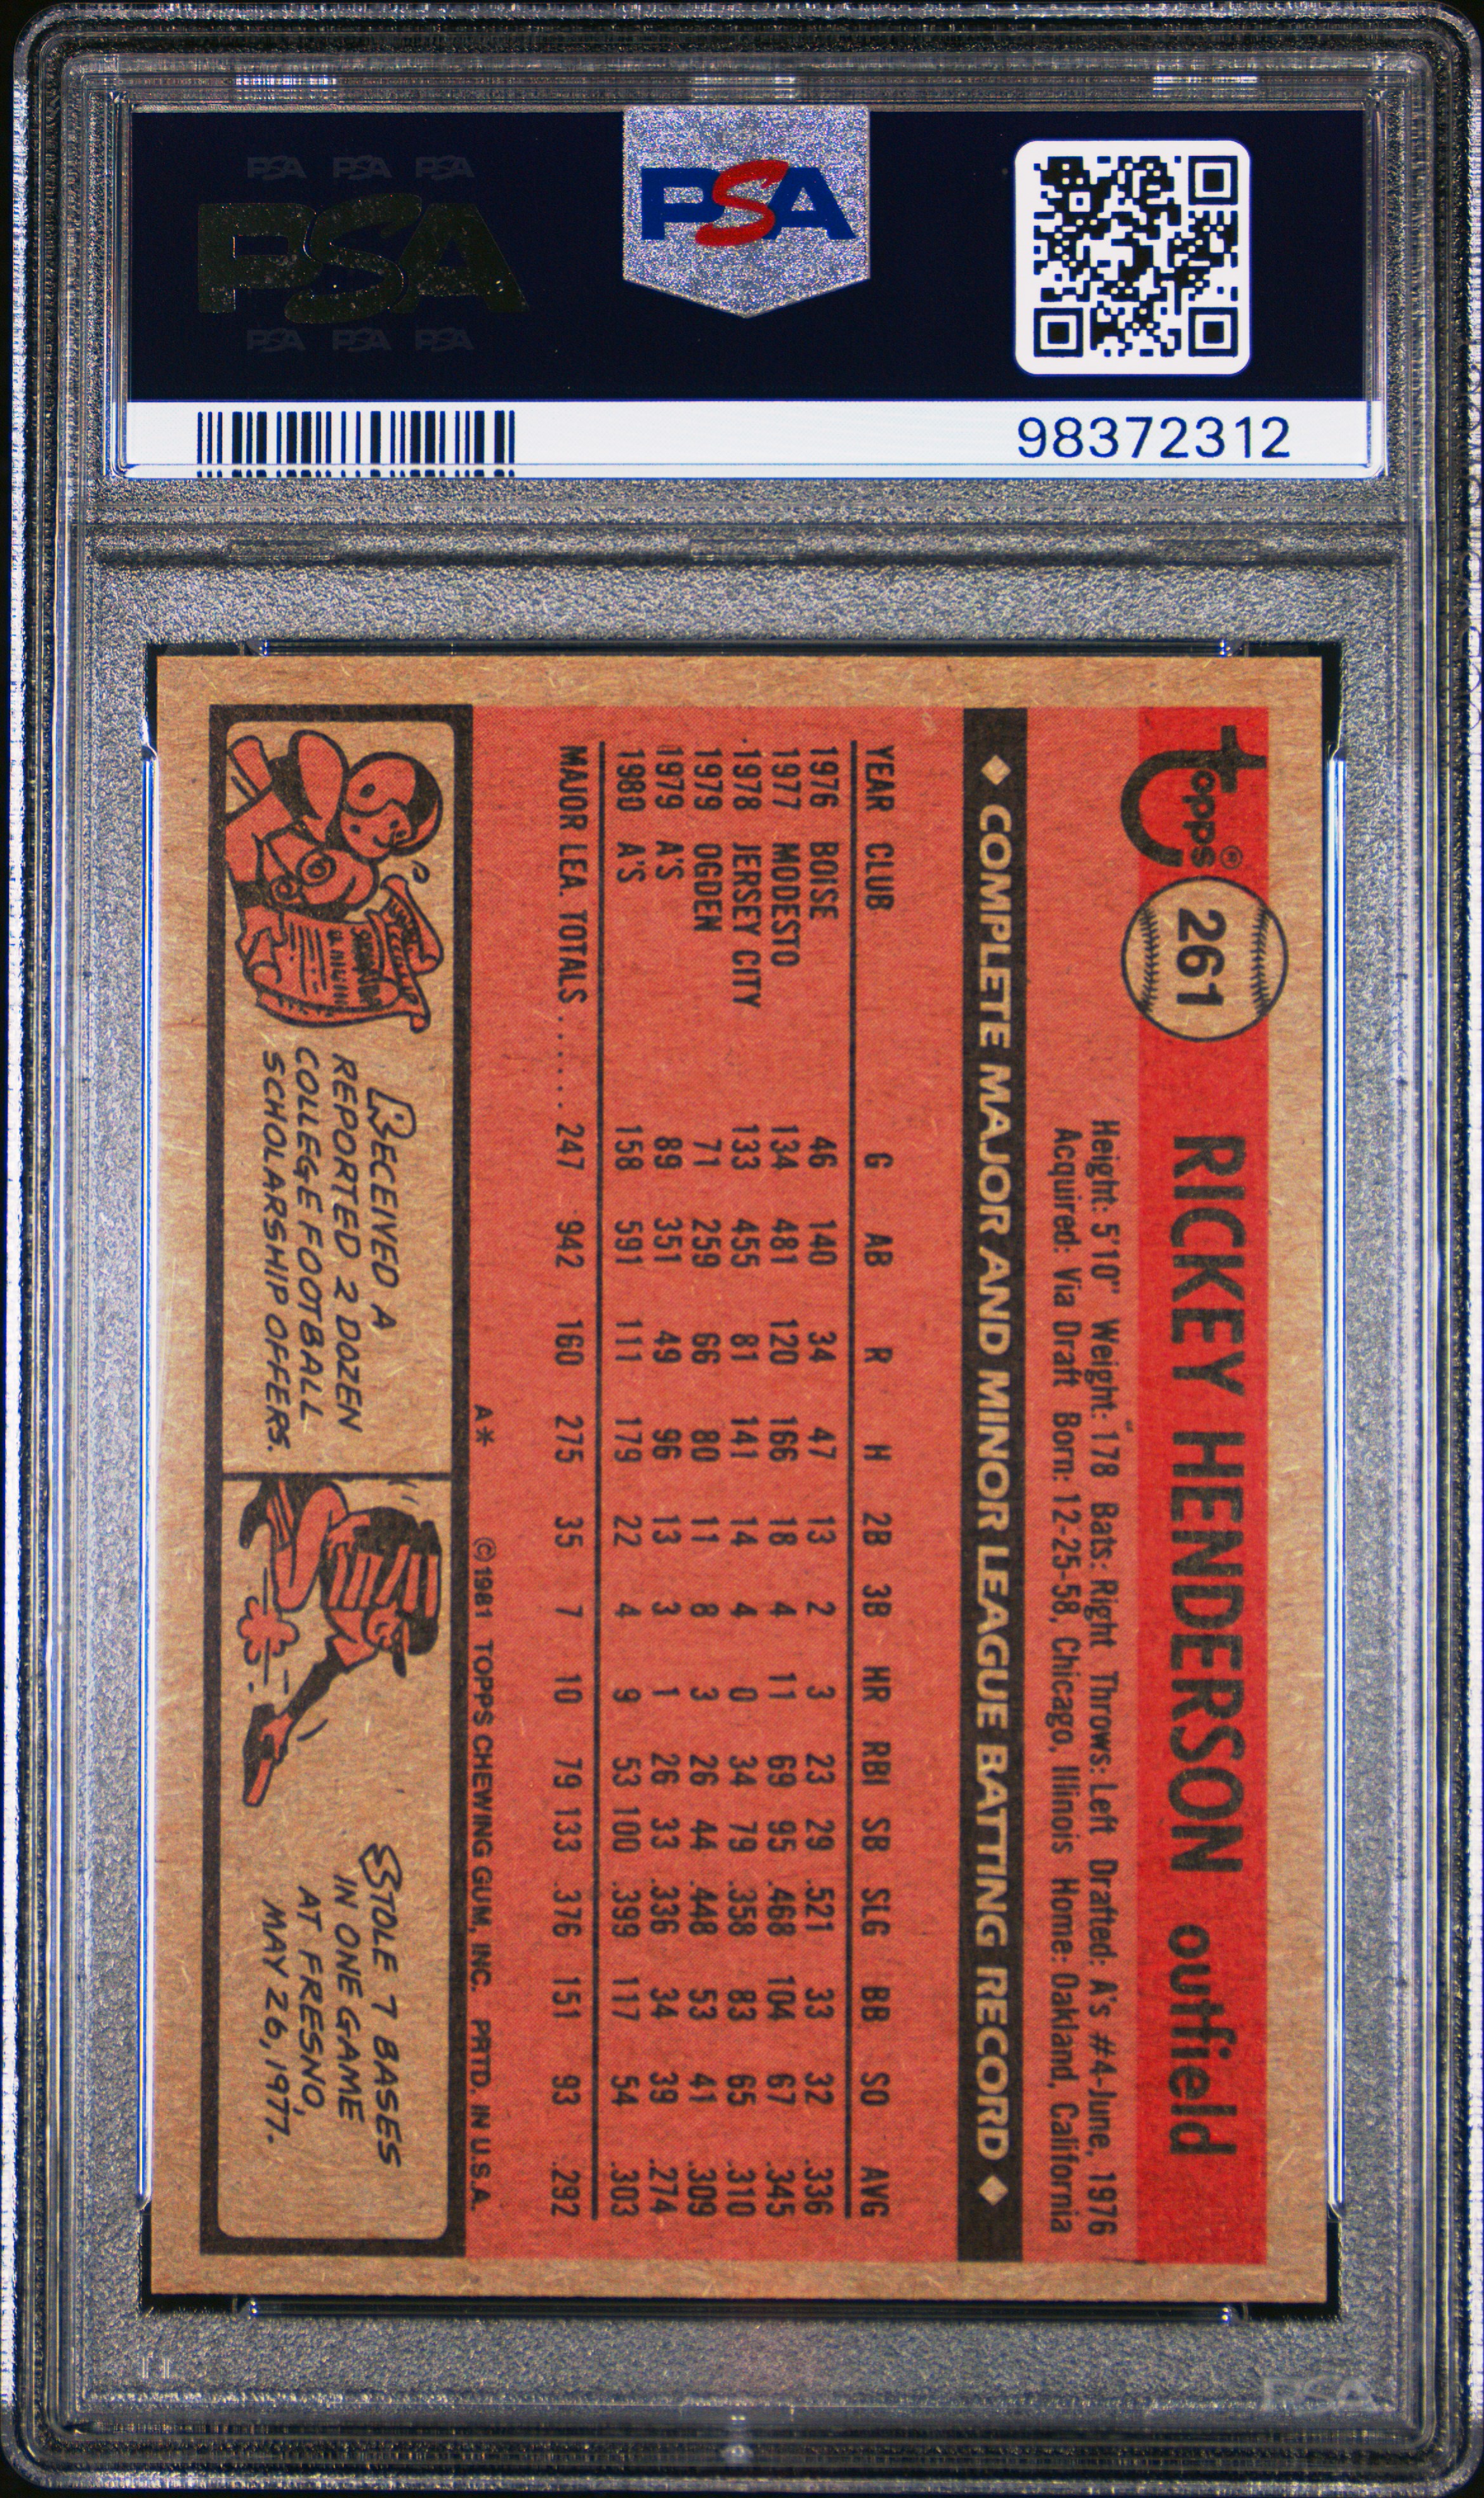 PSA PSA PSA
PSA
PSA PSA PSA
PSA
98372312
topps® 261 RICKEY HENDERSON outfield
Height: 5'10" Weight: 178 Bats: Right Throws: Left Drafted: A's #4-June, 1976
Acquired: Via Draft Born: 12-25-58, Chicago, Illinois Home: Oakland, California
◆ COMPLETE MAJOR AND MINOR LEAGUE BATTING RECORD ◆
YEAR CLUB G AB R H 2B 3B HR RBI SB SLG BB SO AVG
1976 BOISE 46 140 34 47 13 2 3 23 29 .521 33 32 .336
1977 MODESTO 134 481 120 166 18 4 11 69 95 .468 104 67 .345
1978 JERSEY CITY 133 455 81 141 14 4 0 34 79 .358 83 65 .310
1979 OGDEN 71 259 66 80 11 8 3 26 44 .448 53 41 .309
1979 A'S 89 351 49 96 13 3 1 26 33 .336 34 39 .274
1980 A'S 158 591 111 179 22 4 9 53 100 .399 117 54 .303
MAJOR LEA. TOTALS ...... 247 942 160 275 35 7 10 79 133 .376 151 93 .292
A* ©1981 TOPPS CHEWING GUM, INC. PRTD. IN U.S.A.
RECEIVED A
REPORTED 2 DOZEN
COLLEGE FOOTBALL
SCHOLARSHIP OFFERS.
STOLE 7 BASES
IN ONE GAME
AT FRESNO,
MAY 26, 1977.
PSA